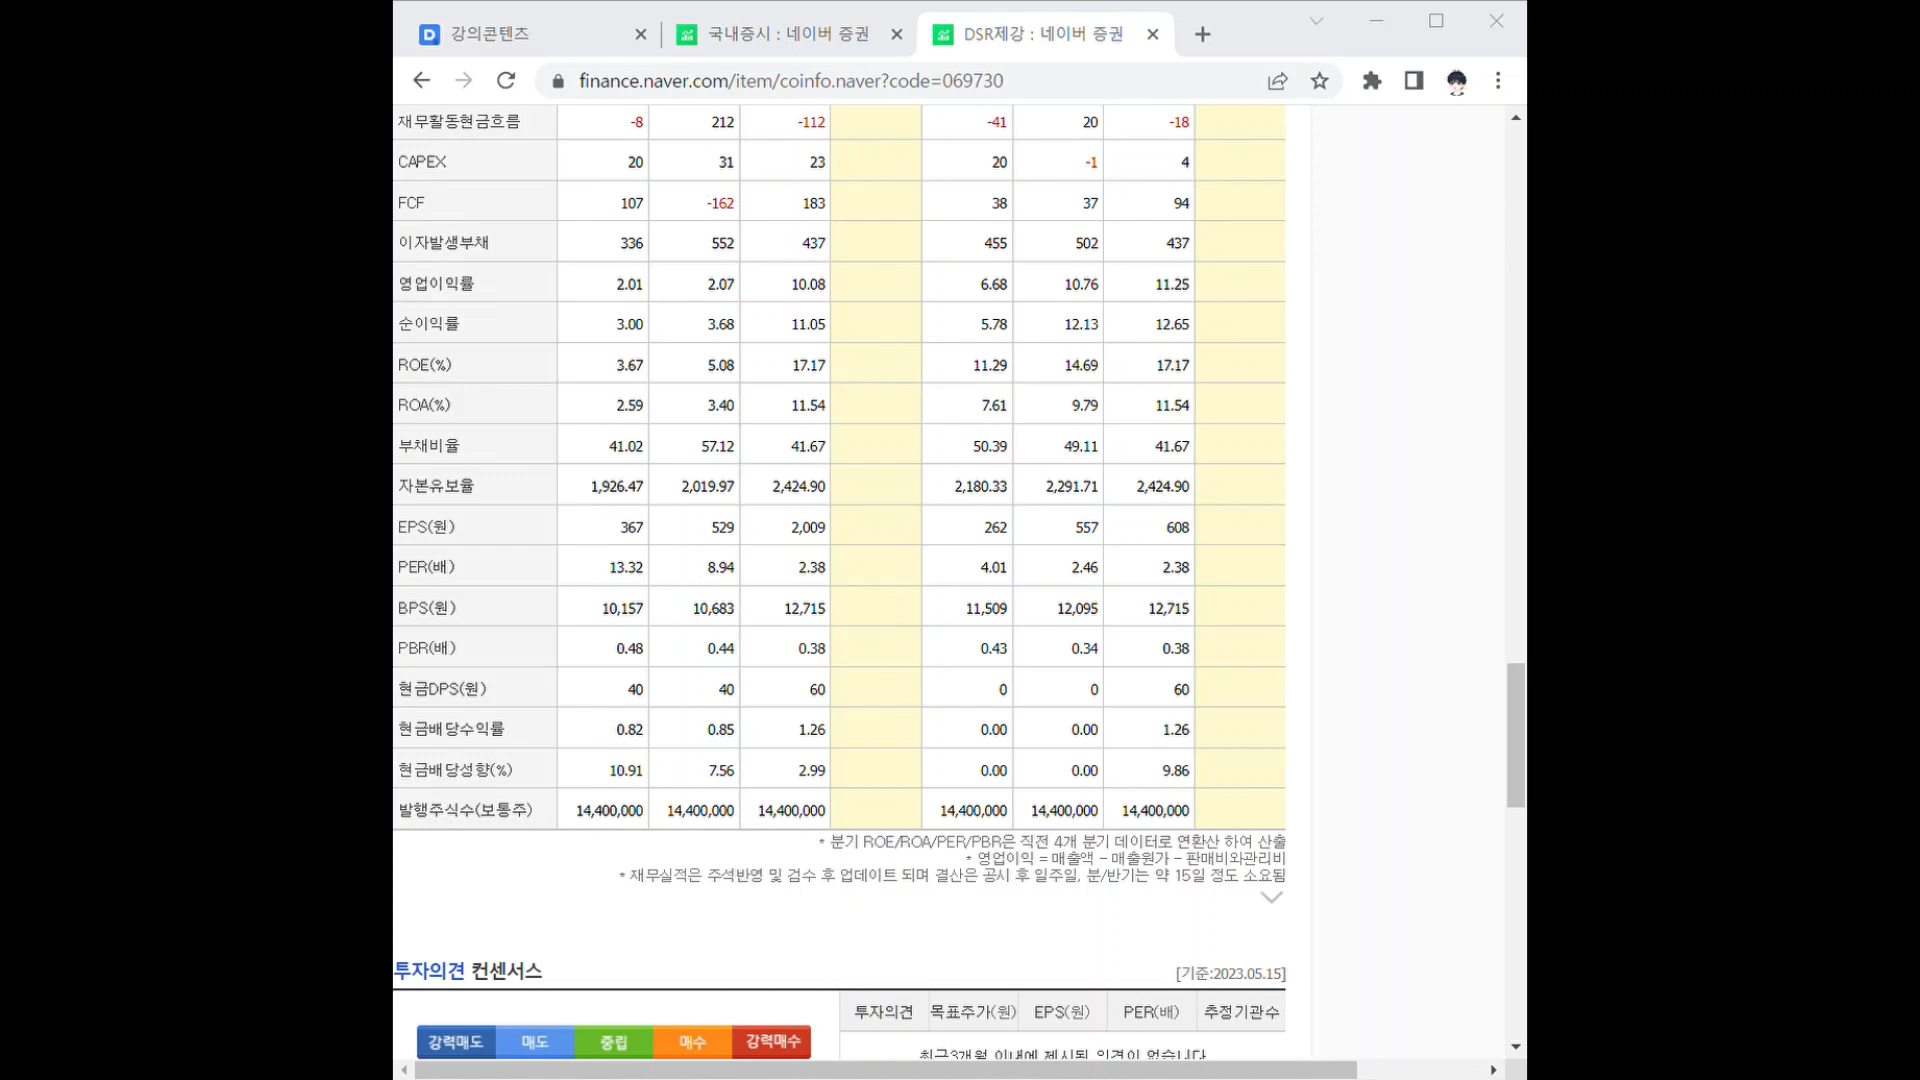 강의콘텐츠
국내증시 : 네이버 증권
DSR제강 : 네이버 증권
finance.naver.com/item/coinfo.naver?code=069730
재무활동현금흐름 -8 212 -112 -41 20 -18
CAPEX 20 31 23 20 -1 4
FCF 107 -162 183 38 37 94
이자발생부채 336 552 437 455 502 437
영업이익률 2.01 2.07 10.08 6.68 10.76 11.25
순이익률 3.00 3.68 11.05 5.78 12.13 12.65
ROE(%) 3.67 5.08 17.17 11.29 14.69 17.17
ROA(%) 2.59 3.40 11.54 7.61 9.79 11.54
부채비율 41.02 57.12 41.67 50.39 49.11 41.67
자본유보율 1,926.47 2,019.97 2,424.90 2,180.33 2,291.71 2,424.90
EPS(원) 367 529 2,009 262 557 608
PER(배) 13.32 8.94 2.38 4.01 2.46 2.38
BPS(원) 10,157 10,683 12,715 11,509 12,095 12,715
PBR(배) 0.48 0.44 0.38 0.43 0.34 0.38
현금DPS(원) 40 40 60 0 0 60
현금배당수익률 0.82 0.85 1.26 0.00 0.00 1.26
현금배당성향(%) 10.91 7.56 2.99 0.00 0.00 9.86
발행주식수(보통주) 14,400,000 14,400,000 14,400,000 14,400,000 14,400,000 14,400,000
* 분기 ROE/ROA/PER/PBR은 직전 4개 분기 데이터로 연환산 하여 산출
* 영업이익 = 매출액 - 매출원가 - 판매비와관리비
* 재무실적은 주석반영 및 검수 후 업데이트 되며 결산은 공시 후 일주일, 분/반기는 약 15일 정도 소요됨
투자의견 컨센서스 [기준:2023.05.15]
투자의견 목표주가(원) EPS(원) PER(배) 추정기관수
강력매도 매도 중립 매수 강력매수
최근3개월 이내에 제시된 의견이 없습니다